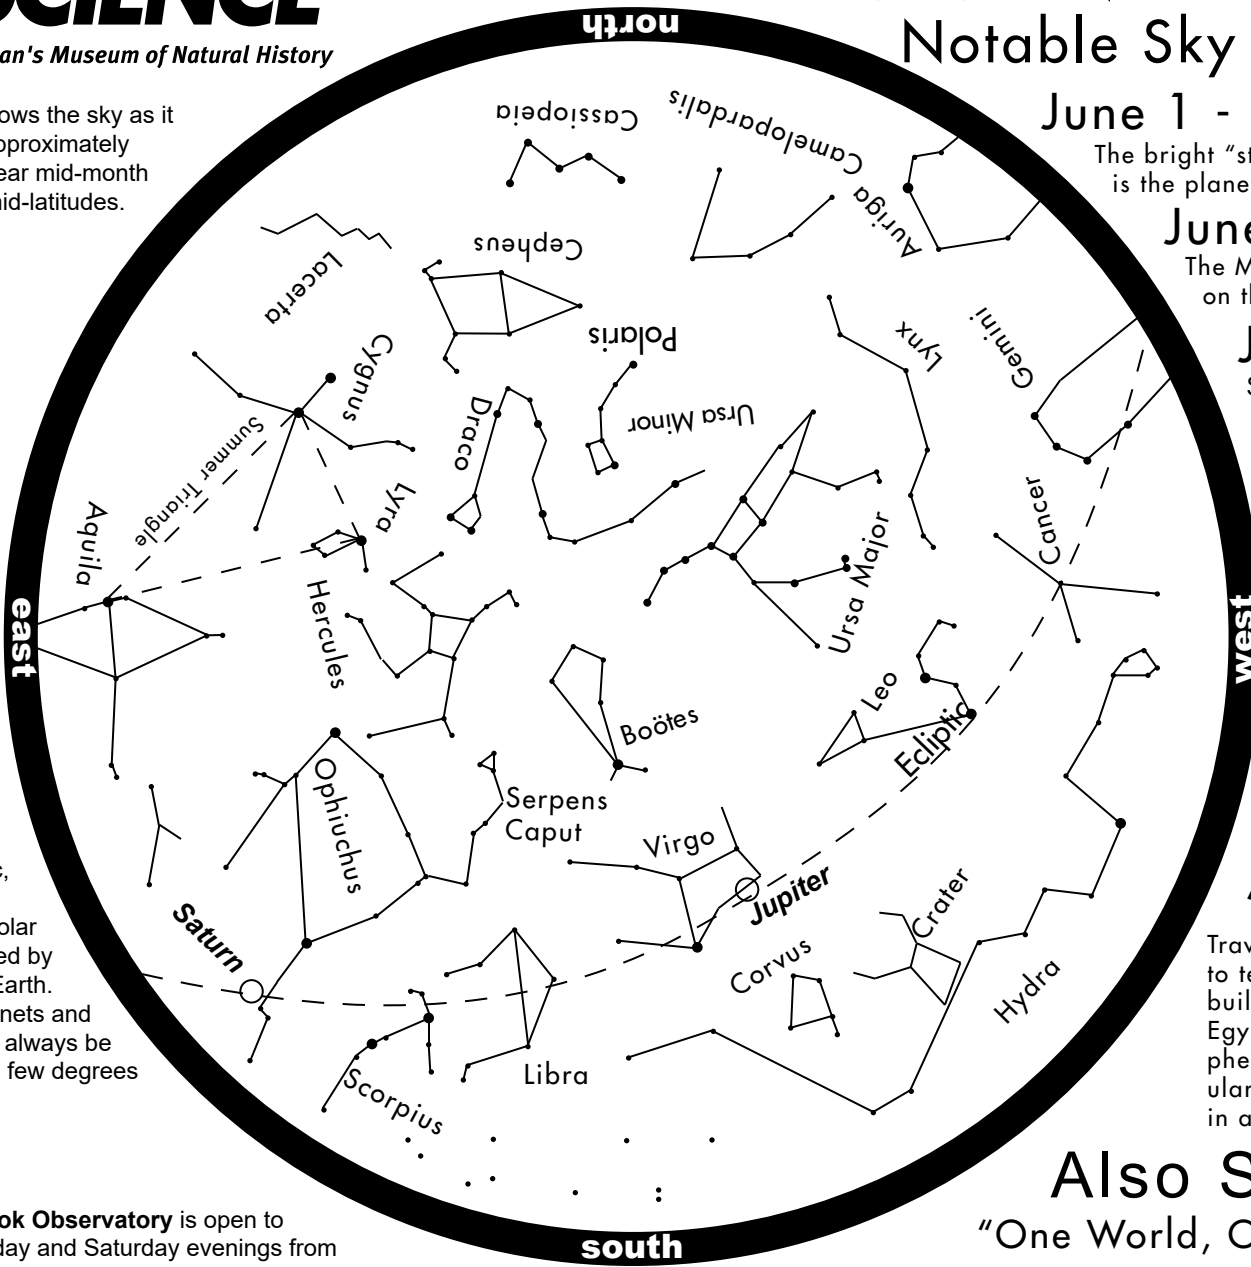 SCIENCE
an's Museum of Natural History
ows the sky as it
pproximately
ear mid-month
id-latitudes.
Notable Sky
June 1 -
The bright “st
is the plane
June
The M
on th
J
s
north
Cassiopeia
Camelopardalis
Auriga
Cepheus
Lacerta
Polaris
Lynx
Gemini
Cygnus
Draco
Ursa Minor
Summer Triangle
Lyra
Aquila
Cancer
Ursa Major
east
west
Hercules
Leo
Boötes
Ecliptic
Ophiuchus
Serpens
Caput
Virgo
Jupiter
Crater
Saturn
Corvus
Hydra
Libra
Scorpius
south
c,
olar
ed by
Earth.
nets and
always be
few degrees
ok Observatory is open to
day and Saturday evenings from
Trav
to te
buil
Egy
phe
ular
in a
Also S
“One World, O